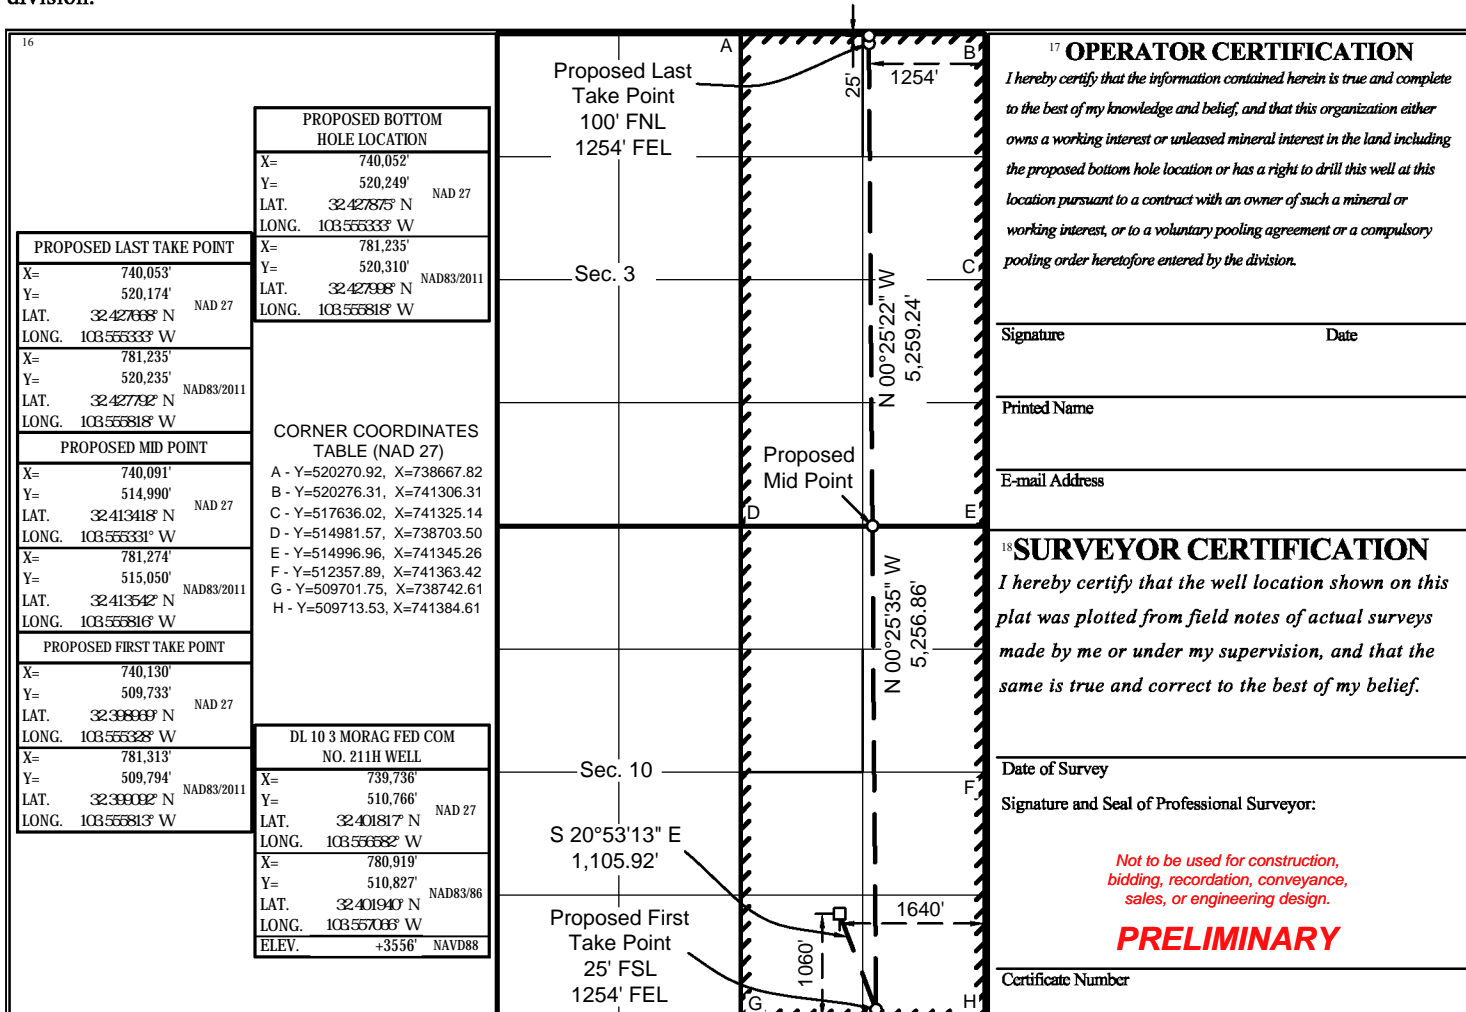 division.
16
PROPOSED BOTTOM
HOLE LOCATION
X= 740,052'
Y= 520,249'
NAD 27
LAT. 32.427875° N
LONG. 103.555333° W
X= 781,235'
Y= 520,310'
NAD83/2011
LAT. 32.427998° N
LONG. 103.555818° W
PROPOSED LAST TAKE POINT
X= 740,053'
Y= 520,174'
NAD 27
LAT. 32.427668° N
LONG. 103.555333° W
X= 781,235'
Y= 520,235'
NAD83/2011
LAT. 32.427792° N
LONG. 103.555818° W
PROPOSED MID POINT
X= 740,091'
Y= 514,990'
NAD 27
LAT. 32.413418° N
LONG. 103.555331° W
X= 781,274'
Y= 515,050'
NAD83/2011
LAT. 32.413542° N
LONG. 103.555816° W
PROPOSED FIRST TAKE POINT
X= 740,130'
Y= 509,733'
NAD 27
LAT. 32.398969° N
LONG. 103.555328° W
X= 781,313'
Y= 509,794'
NAD83/2011
LAT. 32.399092° N
LONG. 103.555813° W
CORNER COORDINATES
TABLE (NAD 27)
A - Y=520270.92, X=738667.82
B - Y=520276.31, X=741306.31
C - Y=517636.02, X=741325.14
D - Y=514981.57, X=738703.50
E - Y=514996.96, X=741345.26
F - Y=512357.89, X=741363.42
G - Y=509701.75, X=738742.61
H - Y=509713.53, X=741384.61
DL 10 3 MORAG FED COM
NO. 211H WELL
X= 739,736'
Y= 510,766'
NAD 27
LAT. 32.401817° N
LONG. 103.556582° W
X= 780,919'
Y= 510,827'
NAD83/86
LAT. 32.401940° N
LONG. 103.557066° W
ELEV. +3556' NAVD88
A
B
25'
1254'
Proposed Last
Take Point
100' FNL
1254' FEL
Sec. 3
C
N 00°25'22" W
5,259.24'
Proposed
Mid Point
D
E
N 00°25'35" W
5,256.86'
Sec. 10
F
S 20°53'13" E
1,105.92'
1640'
1060'
Proposed First
Take Point
25' FSL
1254' FEL
G
H
17 OPERATOR CERTIFICATION
I hereby certify that the information contained herein is true and complete
to the best of my knowledge and belief, and that this organization either
owns a working interest or unleased mineral interest in the land including
the proposed bottom hole location or has a right to drill this well at this
location pursuant to a contract with an owner of such a mineral or
working interest, or to a voluntary pooling agreement or a compulsory
pooling order heretofore entered by the division.
Signature Date
Printed Name
E-mail Address
18 SURVEYOR CERTIFICATION
I hereby certify that the well location shown on this
plat was plotted from field notes of actual surveys
made by me or under my supervision, and that the
same is true and correct to the best of my belief.
Date of Survey
Signature and Seal of Professional Surveyor:
Not to be used for construction,
bidding, recordation, conveyance,
sales, or engineering design.
PRELIMINARY
Certificate Number